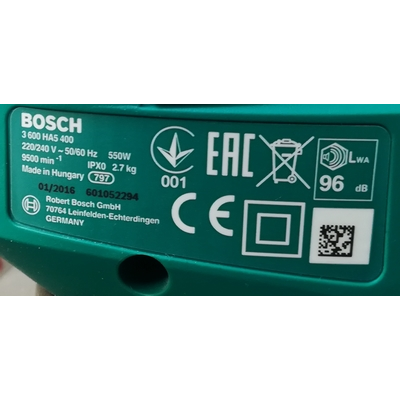 BOSCH
3 600 HA5 400
220/240 V ~ 50/60 Hz 550W
9500 min⁻¹ IPX0 2.7 kg
Made in Hungary 797
01/2016 601052294
Robert Bosch GmbH
70764 Leinfelden-Echterdingen
GERMANY
001
EAC
CE
LWA
96 dB